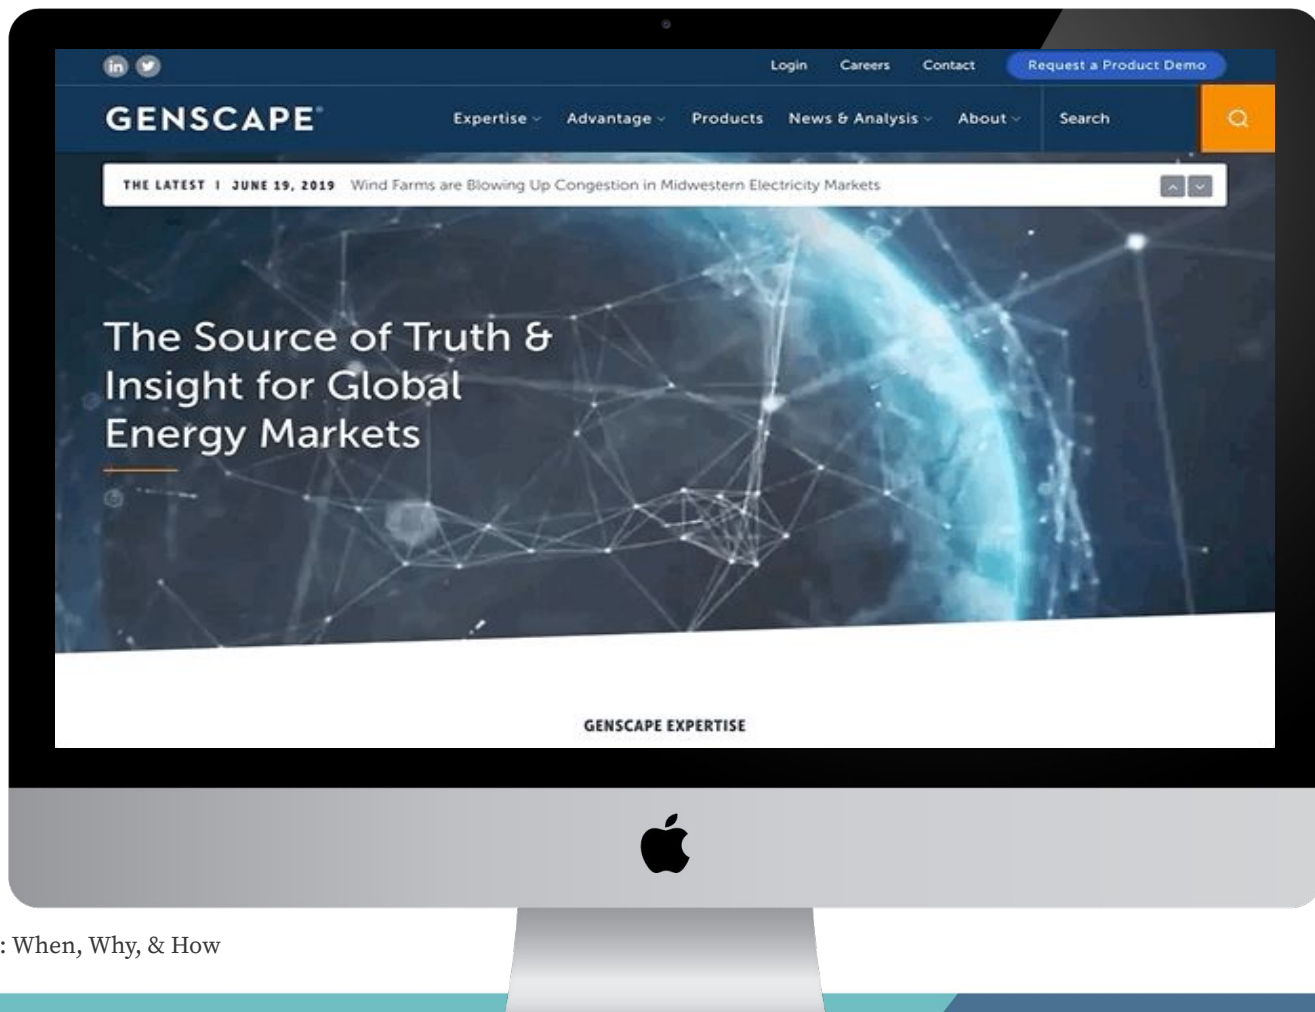 in
Login Careers Contact Request a Product Demo
GENSCAPE®
Expertise Advantage Products News & Analysis About Search
THE LATEST | JUNE 19, 2019 Wind Farms are Blowing Up Congestion in Midwestern Electricity Markets
The Source of Truth &
Insight for Global
Energy Markets
GENSCAPE EXPERTISE
: When, Why, & How